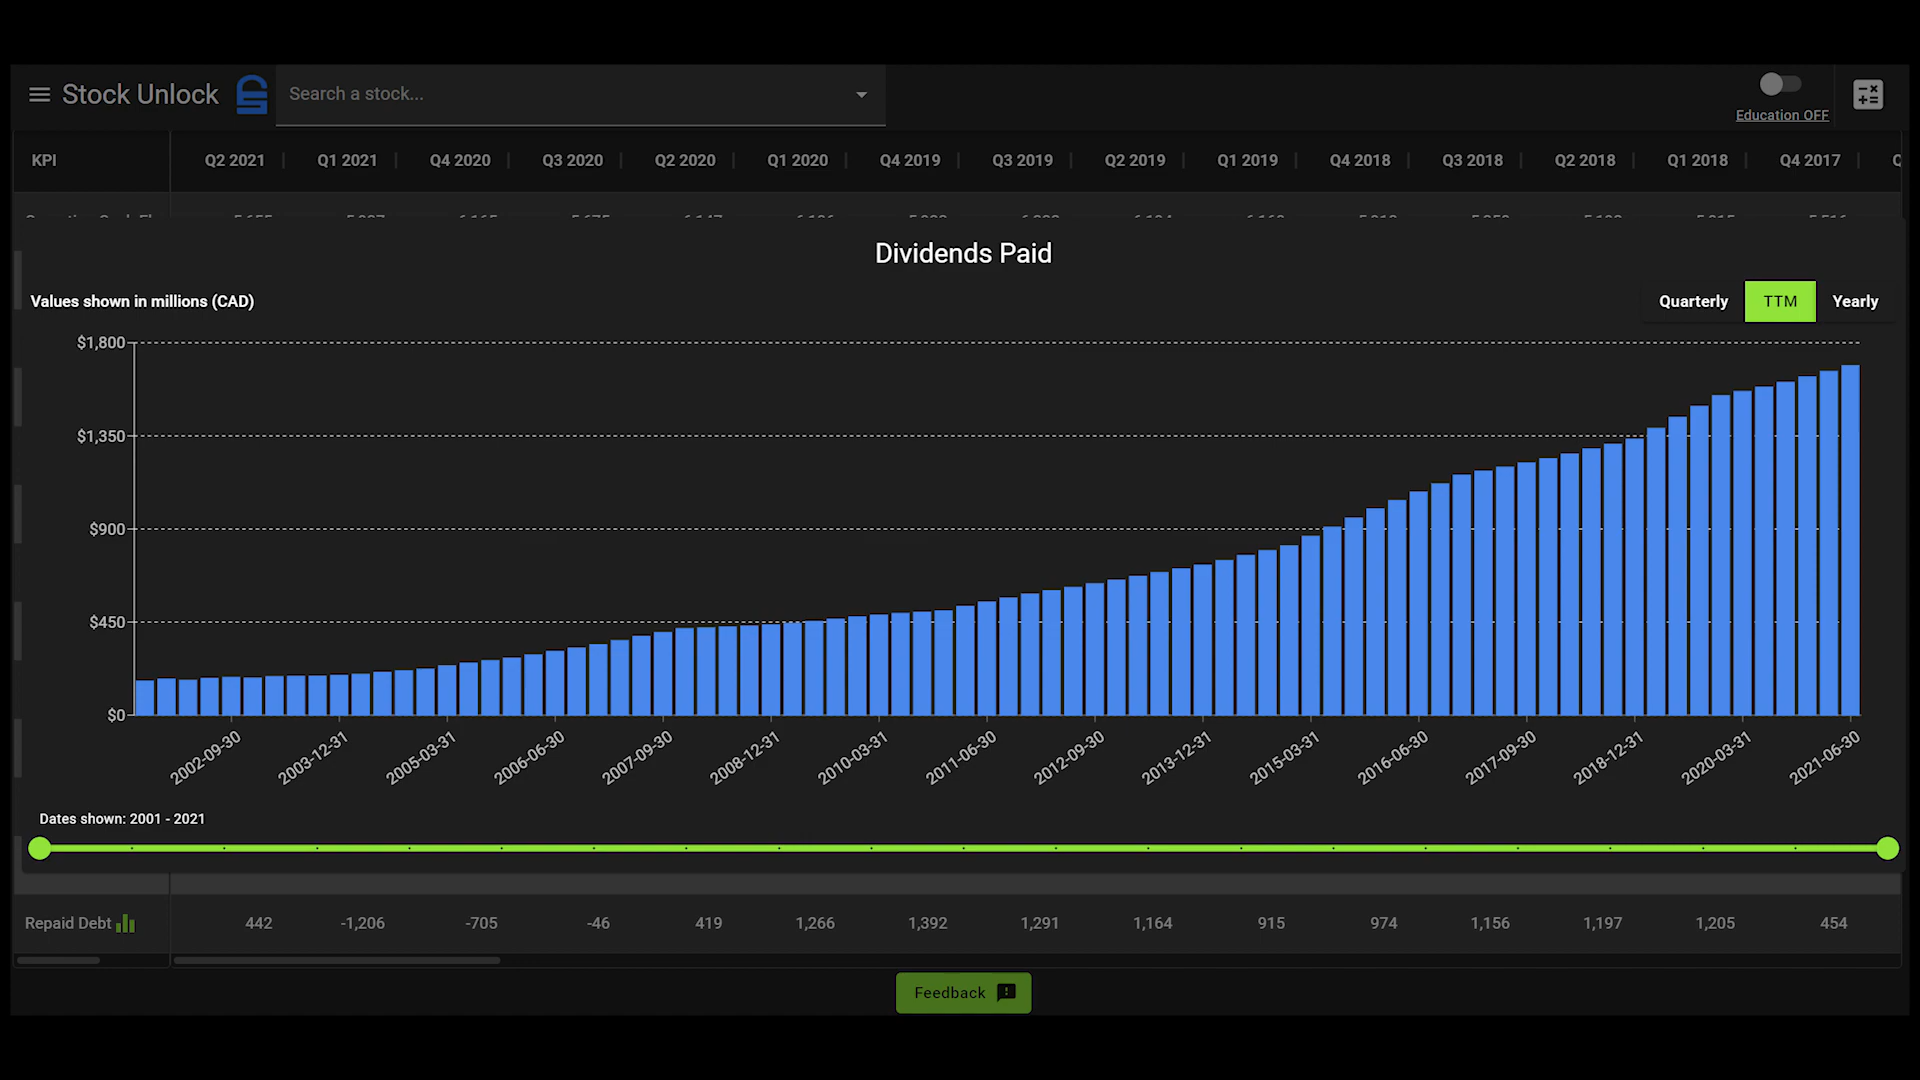 Stock Unlock
Search a stock...
Education OFF
KPI Q2 2021 Q1 2021 Q4 2020 Q3 2020 Q2 2020 Q1 2020 Q4 2019 Q3 2019 Q2 2019 Q1 2019 Q4 2018 Q3 2018 Q2 2018 Q1 2018 Q4 2017
Dividends Paid
Values shown in millions (CAD)
Quarterly TTM Yearly
$1,800
$1,350
$900
$450
$0
2002-09-30 2003-12-31 2005-03-31 2006-06-30 2007-09-30 2008-12-31 2010-03-31 2011-06-30 2012-09-30 2013-12-31 2015-03-31 2016-06-30 2017-09-30 2018-12-31 2020-03-31 2021-06-30
Dates shown: 2001 - 2021
Repaid Debt 442 -1,206 -705 -46 419 1,266 1,392 1,291 1,164 915 974 1,156 1,197 1,205 454
Feedback